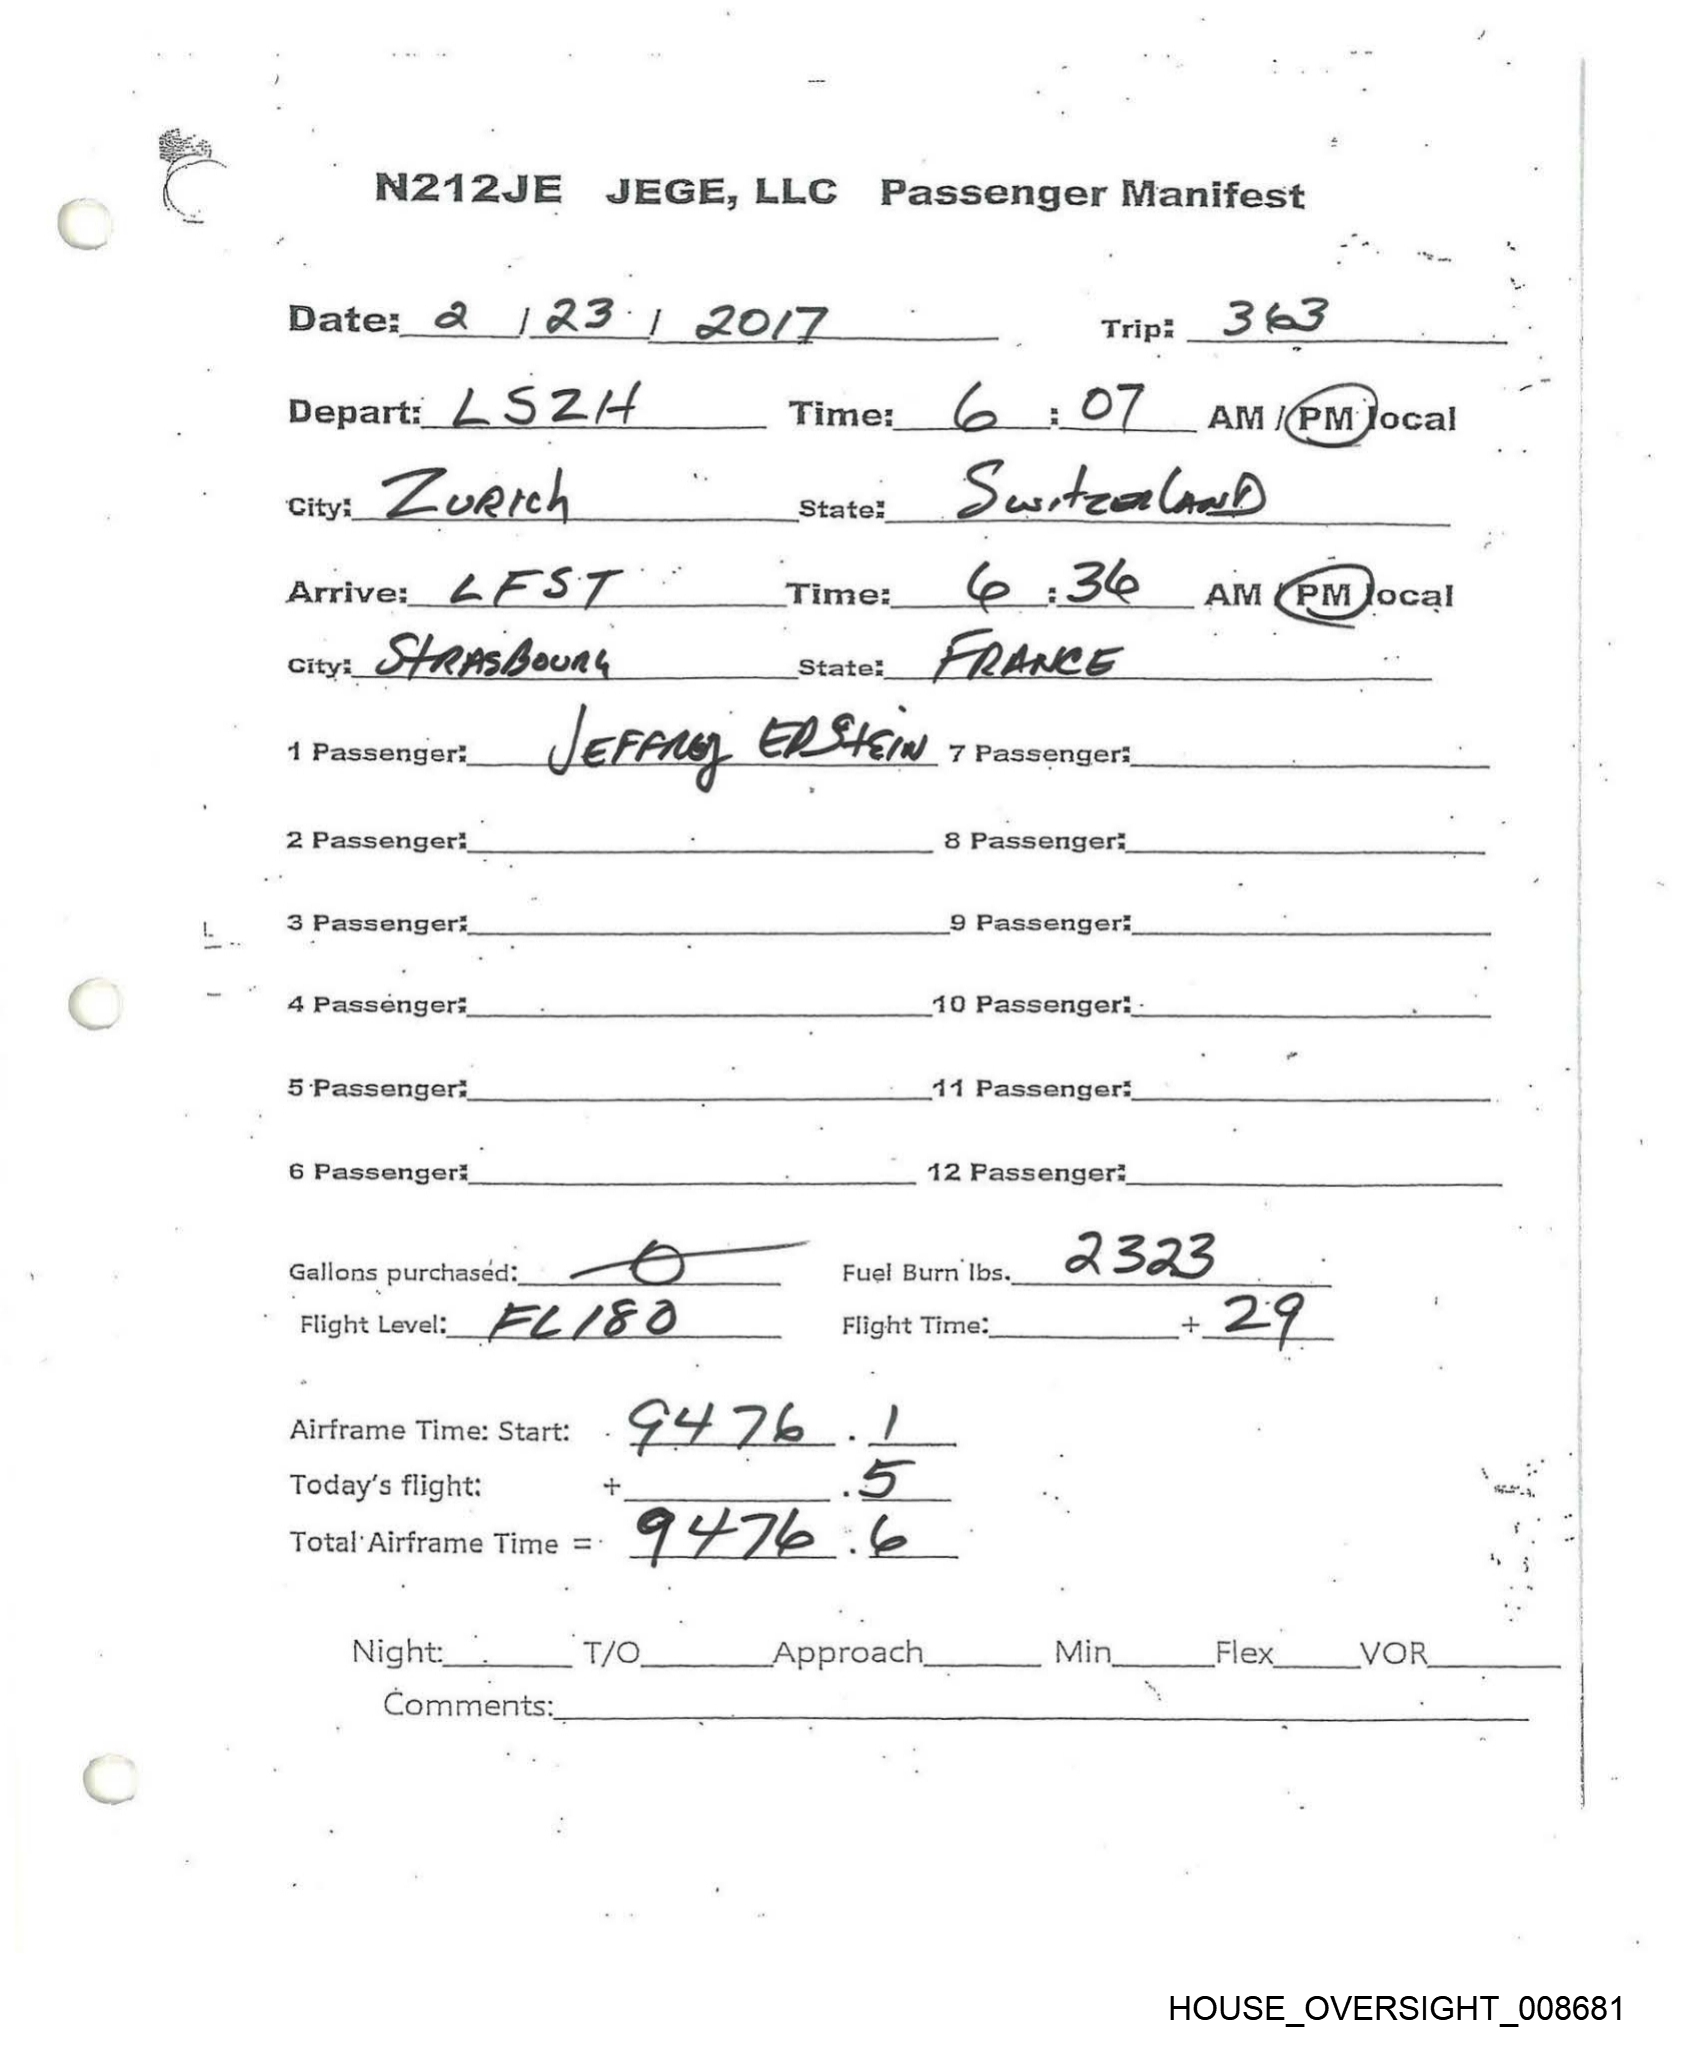 N212JE JEGE, LLC Passenger Manifest
Date: 2 / 23 / 2017 Trip: 363
Depart: LSZH Time: 6 : 07 AM / PM local
City: Zurich State: Switzerland
Arrive: LFST Time: 6 : 36 AM / PM local
City: Strasbourg State: France
1 Passenger: Jeffrey Epstein 7 Passenger:
2 Passenger: 8 Passenger:
3 Passenger: 9 Passenger:
4 Passenger: 10 Passenger:
5 Passenger: 11 Passenger:
6 Passenger: 12 Passenger:
Gallons purchased: 0 Fuel Burn lbs. 2323
Flight Level: FL180 Flight Time: + 29
Airframe Time: Start: 9476 . 1
Today's flight: + . 5
Total Airframe Time = 9476 . 6
Night: T/O Approach Min Flex VOR
Comments:
HOUSE_OVERSIGHT_008681